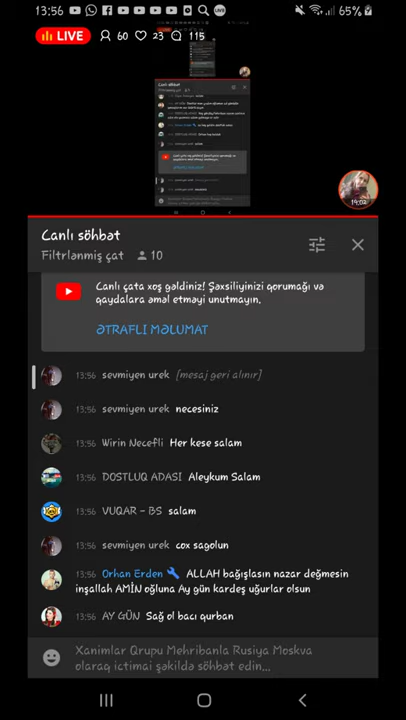 13:56
LIVE
65%
LIVE 60 23 115
14:02
Canlı söhbət
Filtrlənmiş çat 10
Canlı çata xoş gəldiniz! Şəxsiliyinizi qorumağı və
qaydalara əməl etməyi unutmayın.
ƏTRAFLI MƏLUMAT
13:56 sevmiyen urek [mesaj geri alınır]
13:56 sevmiyen urek necesiniz
13:56 Wirin Necefli Her kese salam
13:56 DOSTLUQ ADASI Aleykum Salam
13:56 VUQAR - BS salam
13:56 sevmiyen urek cox sagolun
13:56 Orhan Erden ALLAH bağışlasın nazar değmesin
inşallah AMİN oğluna Ay gün kardeş uğurlar olsun
13:56 AY GÜN Sağ ol bacı qurban
Xanimlar Qrupu Mehribanla Rusiya Moskva
olaraq ictimai şəkildə söhbət edin...